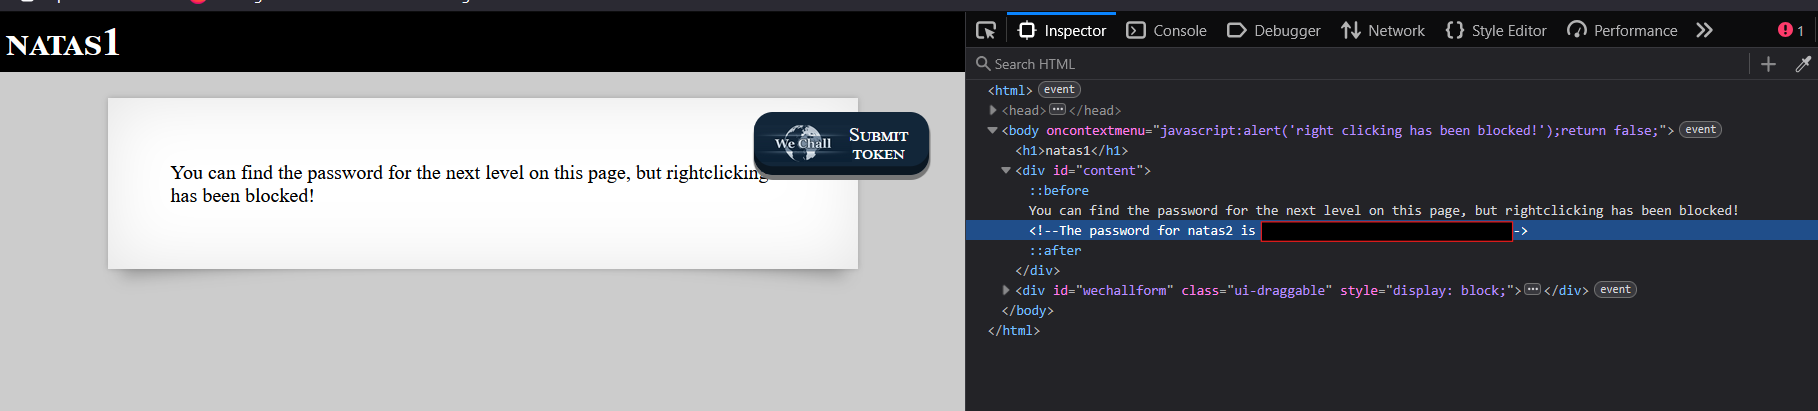 NATAS1
You can find the password for the next level on this page, but rightclicking
has been blocked!
We Chall
SUBMIT
TOKEN
Inspector Console Debugger Network Style Editor Performance 1
Search HTML
<html> event
<head> ••• </head>
<body oncontextmenu="javascript:alert('right clicking has been blocked!');return false;"> event
<h1>natas1</h1>
<div id="content">
::before
You can find the password for the next level on this page, but rightclicking has been blocked!
<!--The password for natas2 is ->
::after
</div>
<div id="wechallform" class="ui-draggable" style="display: block;"> ••• </div> event
</body>
</html>